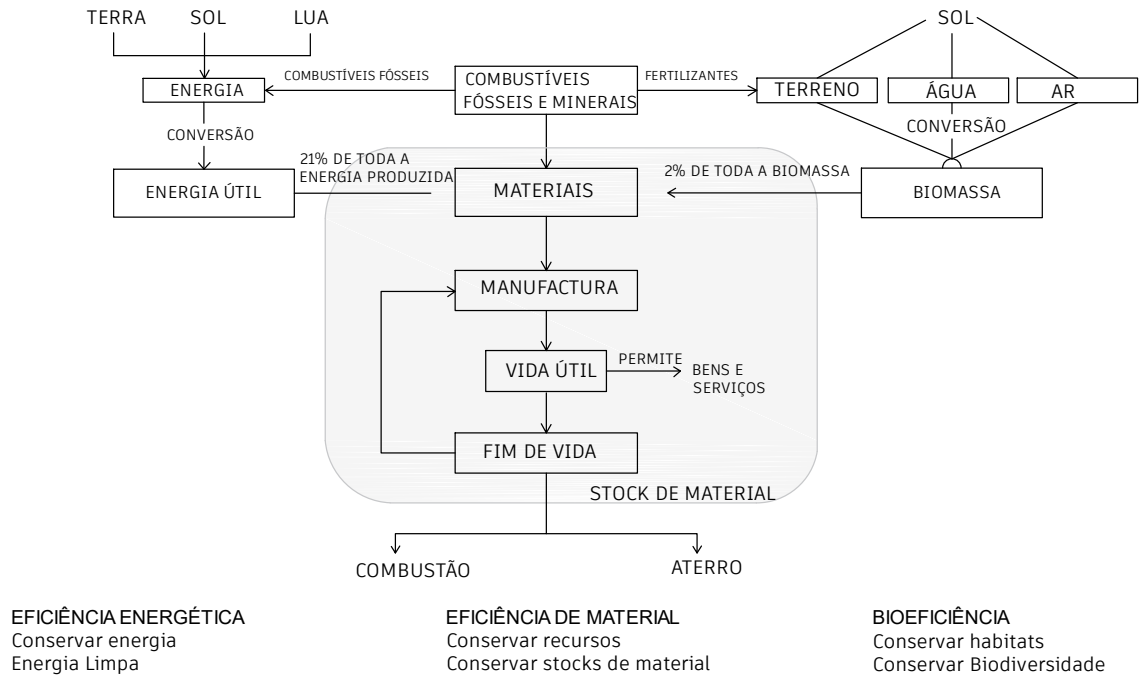 TERRA SOL LUA
SOL
ENERGIA
COMBUSTÍVEIS FÓSSEIS
COMBUSTÍVEIS
FÓSSEIS E MINERAIS
FERTILIZANTES
TERRENO
ÁGUA
AR
CONVERSÃO
CONVERSÃO
ENERGIA ÚTIL
21% DE TODA A
ENERGIA PRODUZIDA
MATERIAIS
2% DE TODA A BIOMASSA
BIOMASSA
MANUFACTURA
VIDA ÚTIL
PERMITE
BENS E
SERVIÇOS
FIM DE VIDA
STOCK DE MATERIAL
COMBUSTÃO
ATERRO
EFICIÊNCIA ENERGÉTICA
Conservar energia
Energia Limpa
EFICIÊNCIA DE MATERIAL
Conservar recursos
Conservar stocks de material
BIOEFICIÊNCIA
Conservar habitats
Conservar Biodiversidade